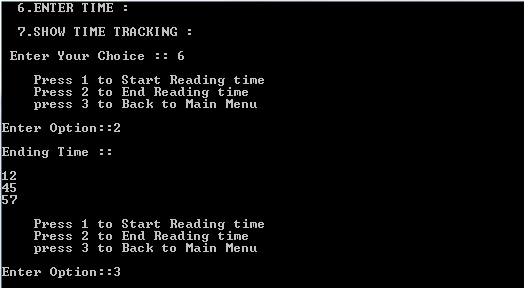 6.ENTER TIME :
7.SHOW TIME TRACKING :
Enter Your Choice :: 6
Press 1 to Start Reading time
Press 2 to End Reading time
press 3 to Back to Main Menu
Enter Option::2
Ending Time ::
12
45
57
Press 1 to Start Reading time
Press 2 to End Reading time
press 3 to Back to Main Menu
Enter Option::3